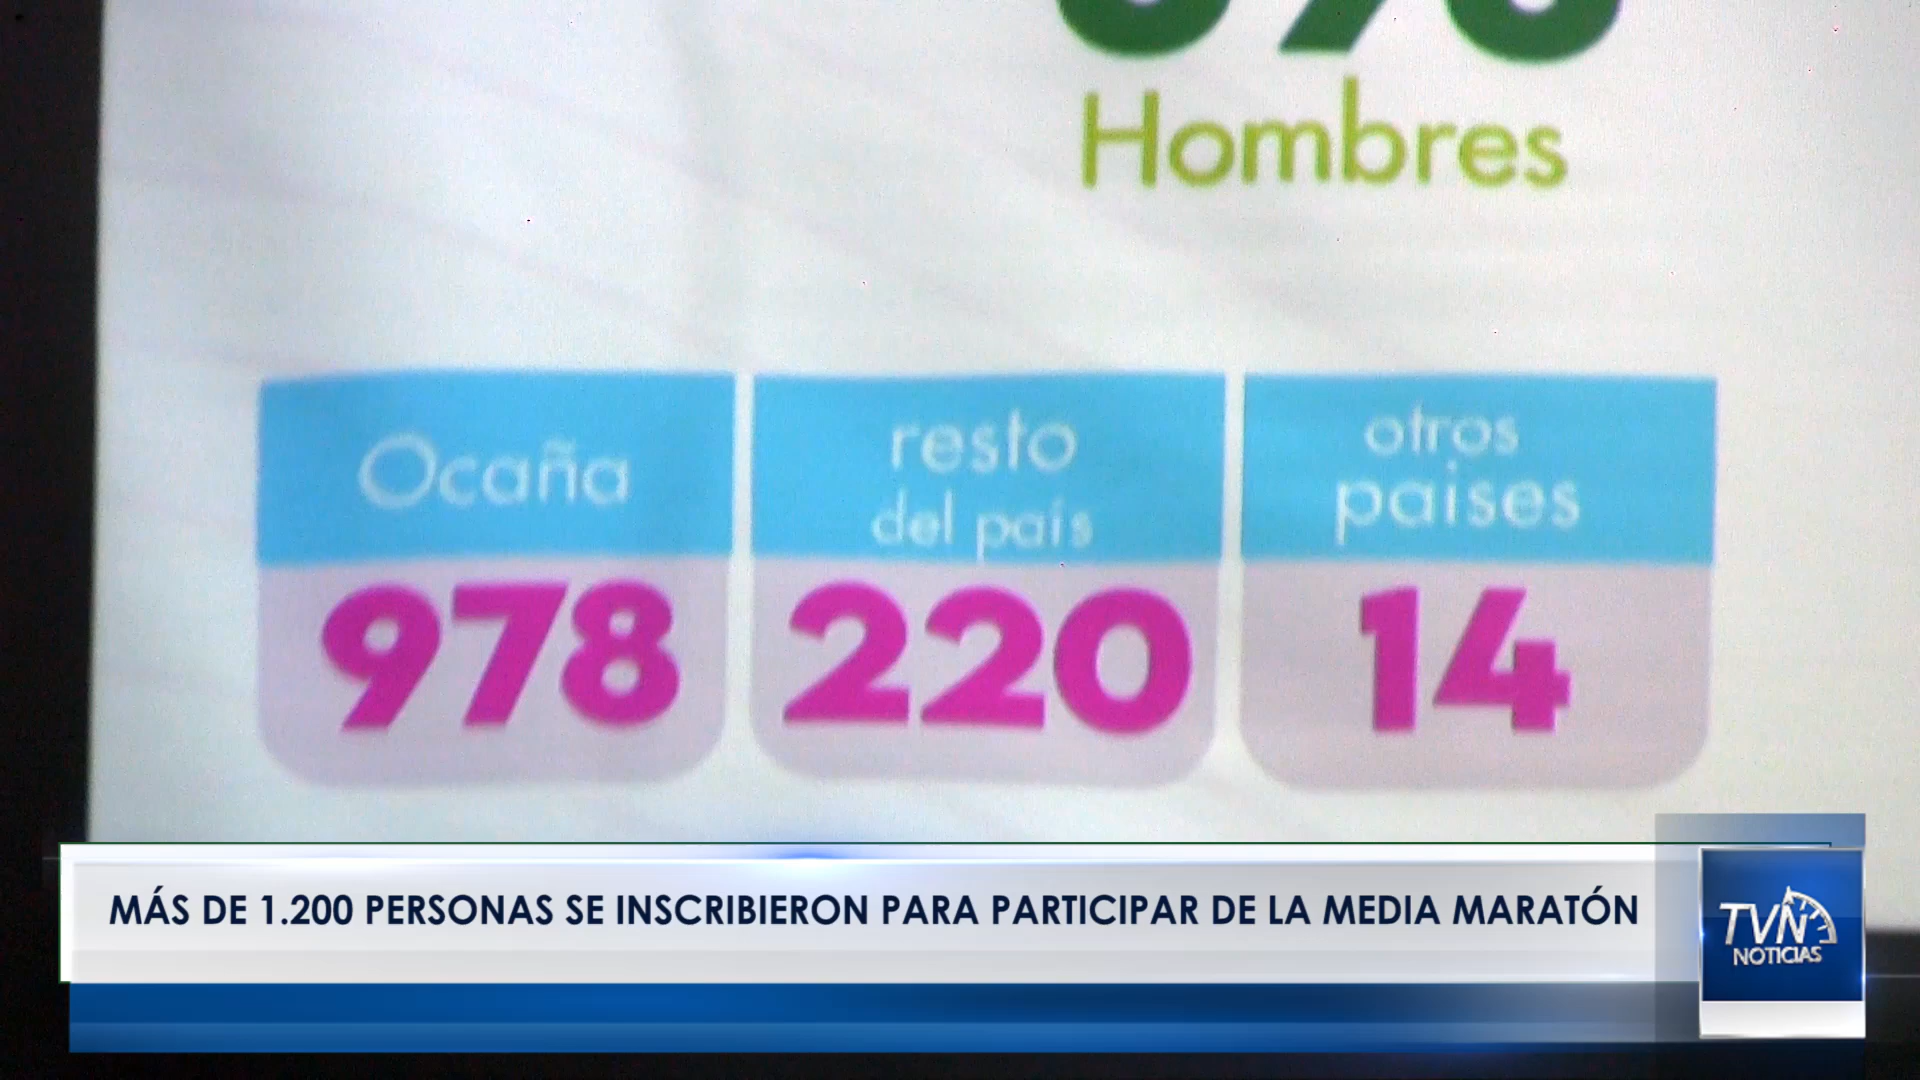 Hombres
Ocaña
resto
del país
otros
paises
978
220
14
MÁS DE 1.200 PERSONAS SE INSCRIBIERON PARA PARTICIPAR DE LA MEDIA MARATÓN
TVN
NOTICIAS